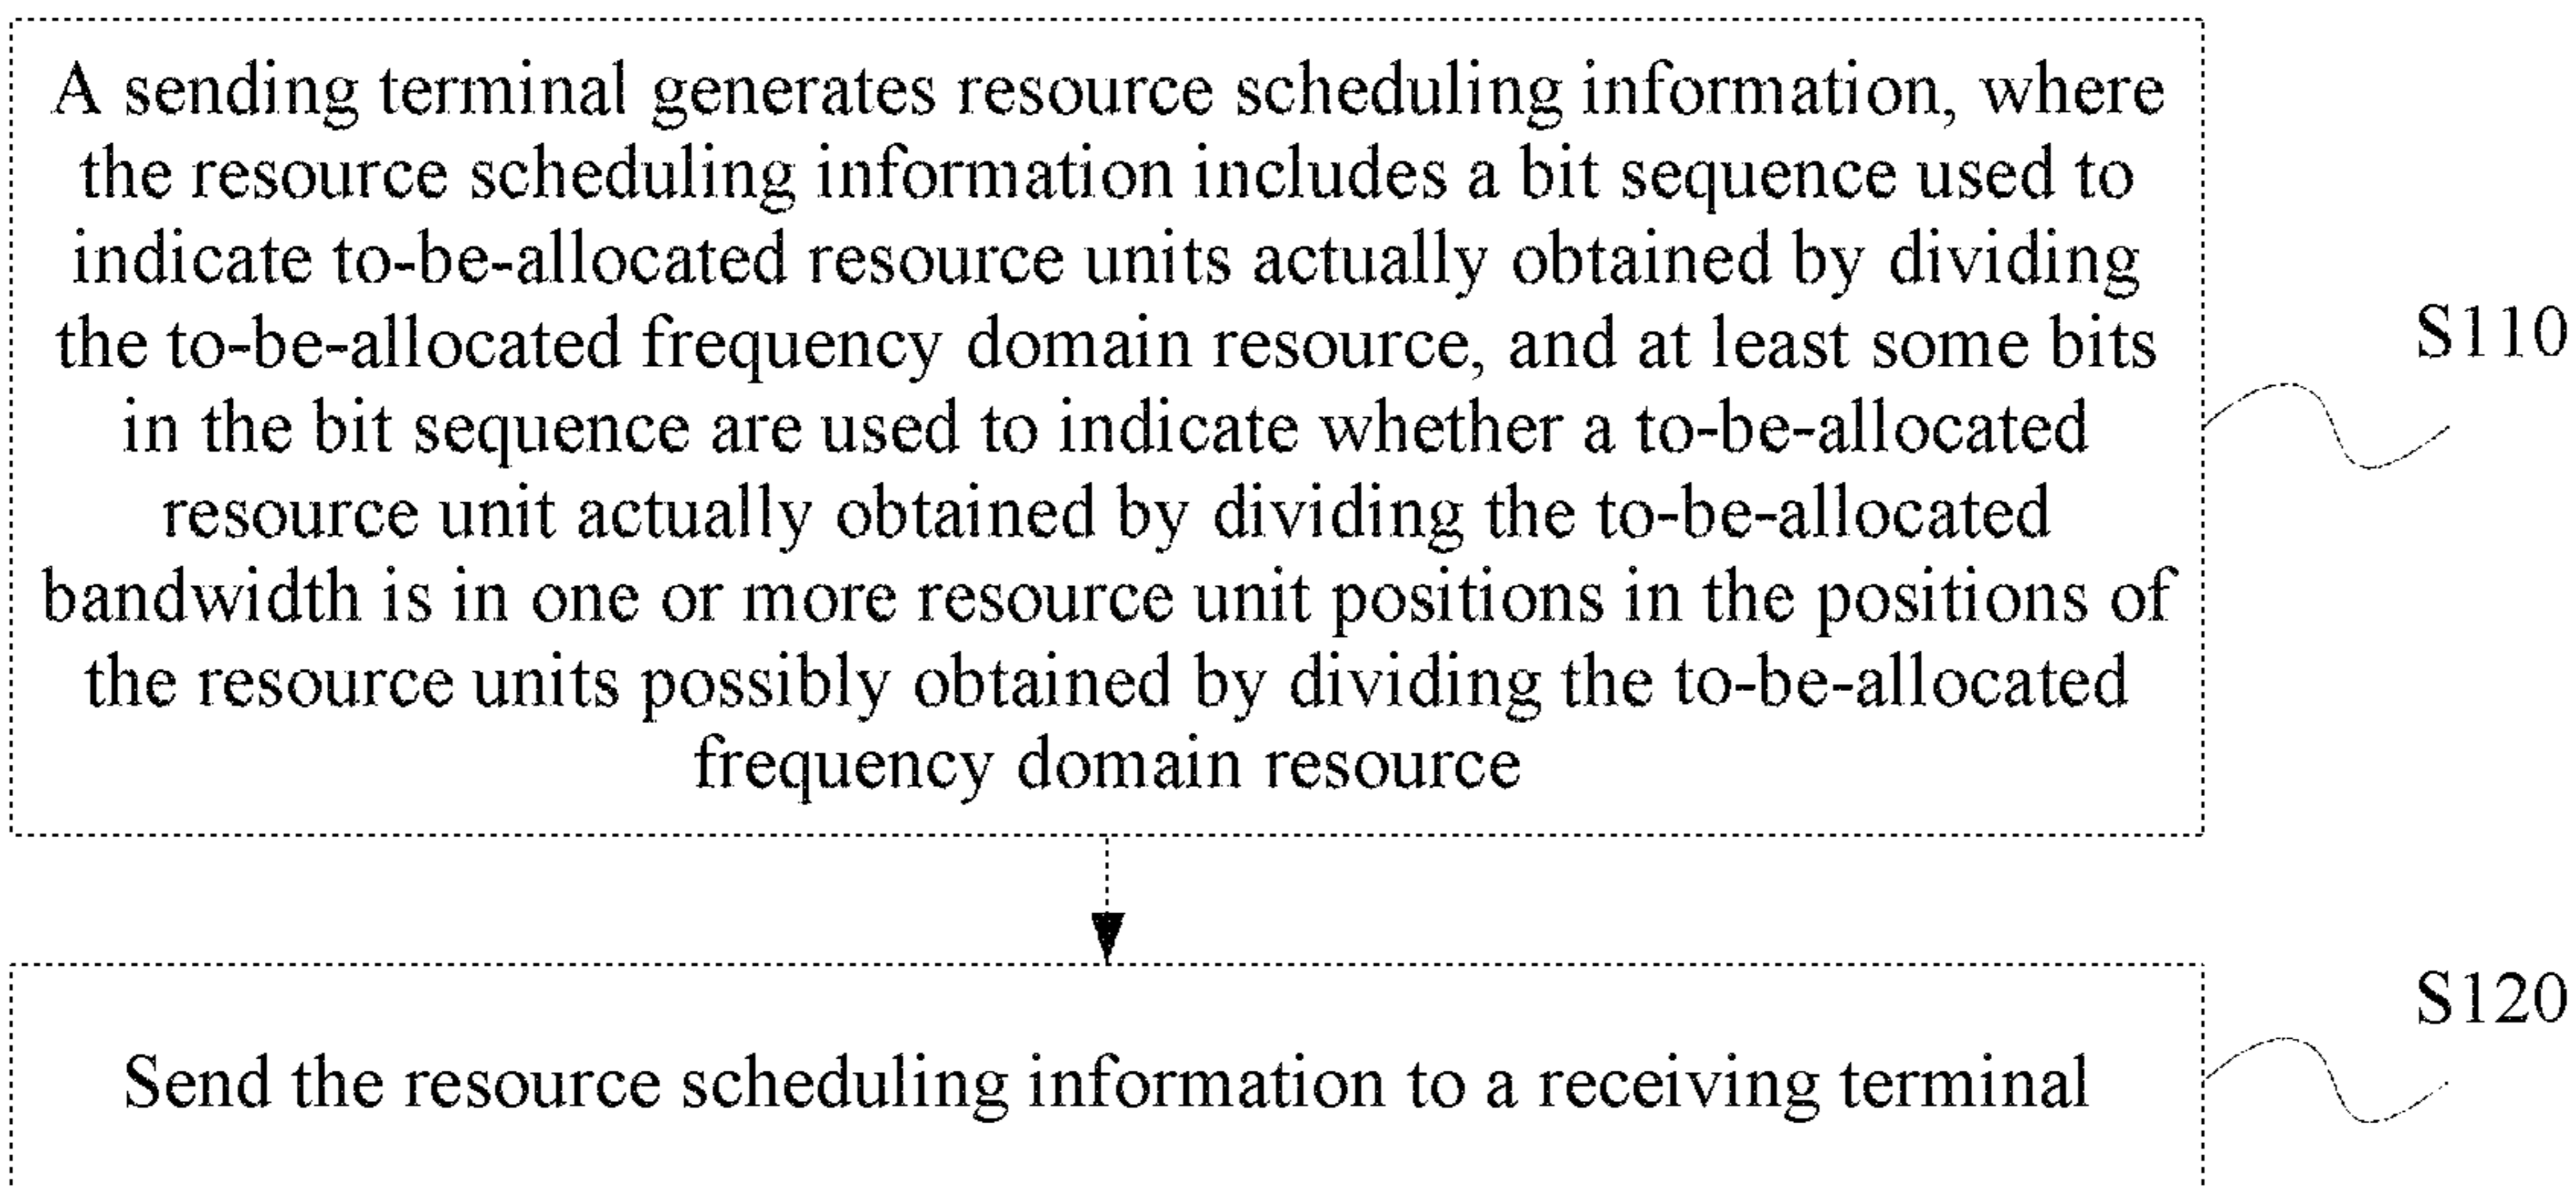 A sending terminal generates resource scheduling information, where
the resource scheduling information includes a bit sequence used to
indicate to-be-allocated resource units actually obtained by dividing
the to-be-allocated frequency domain resource, and at least some bits
in the bit sequence are used to indicate whether a to-be-allocated
resource unit actually obtained by dividing the to-be-allocated
bandwidth is in one or more resource unit positions in the positions of
the resource units possibly obtained by dividing the to-be-allocated
frequency domain resource
S110
Send the resource scheduling information to a receiving terminal
S120